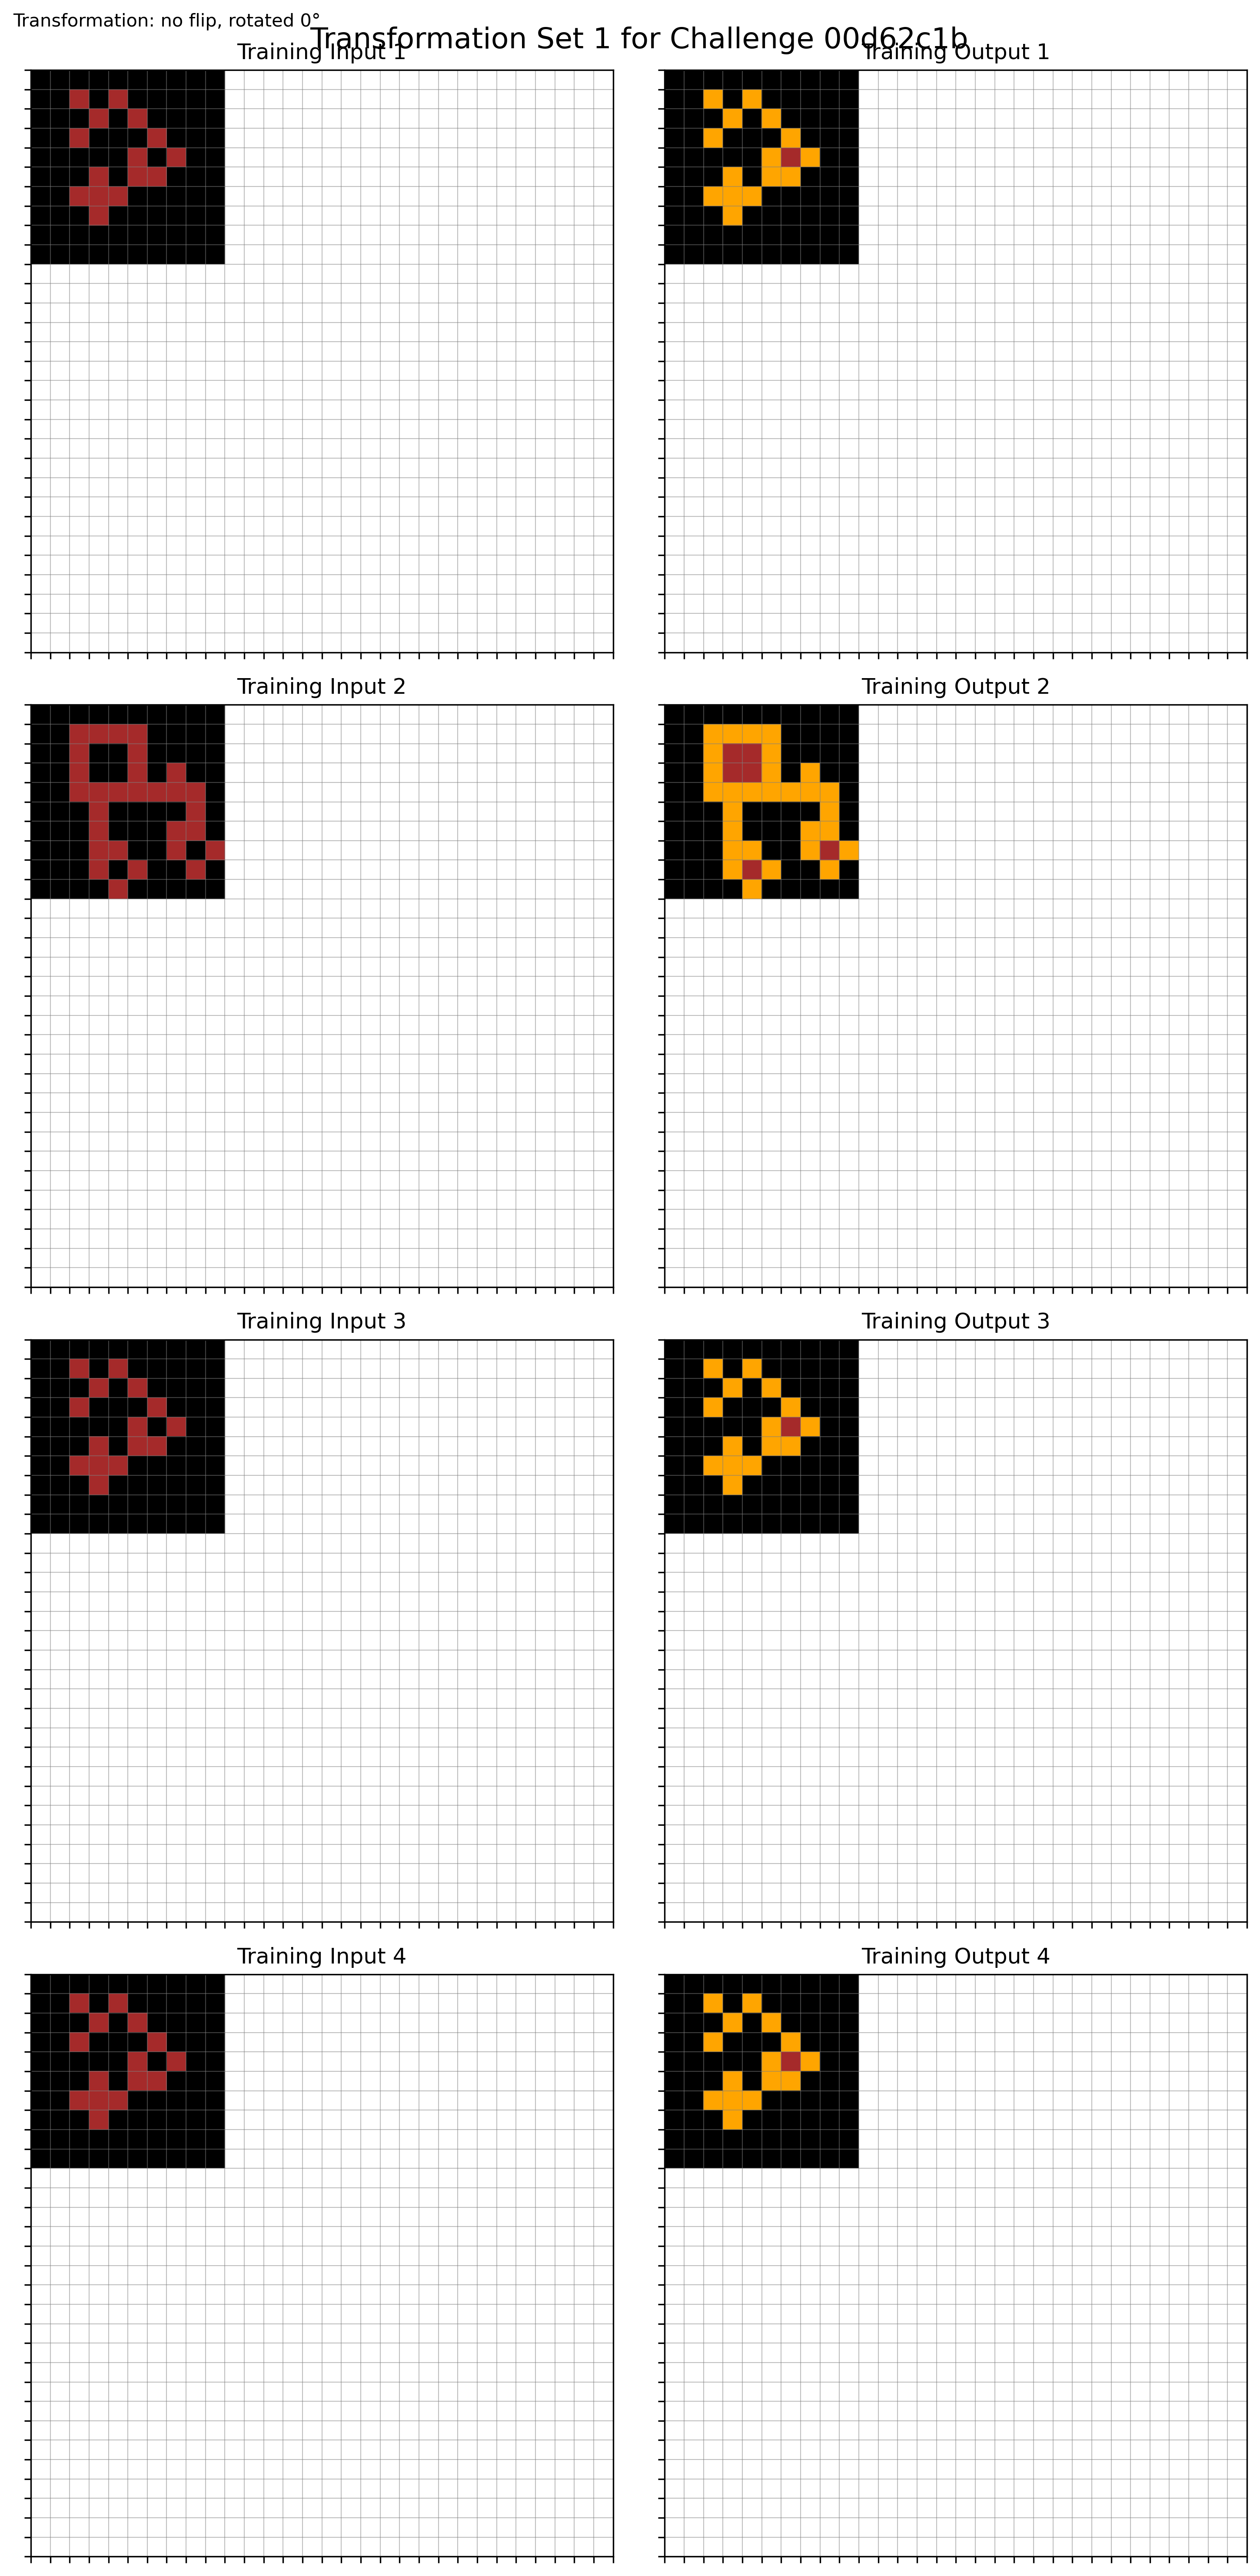 Transformation: no flip, rotated 0°
Transformation Set 1 for Challenge 00d62c1b
Training Input 1
Training Output 1
Training Input 2
Training Output 2
Training Input 3
Training Output 3
Training Input 4
Training Output 4